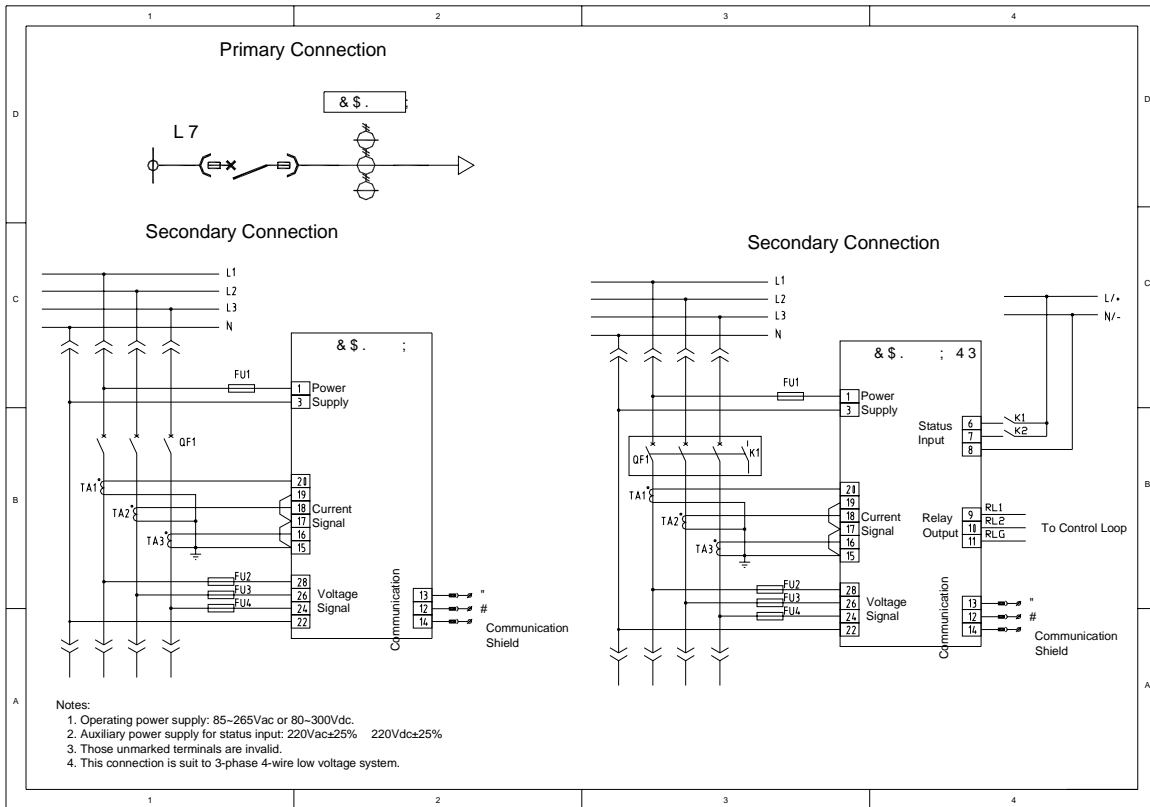 1 2 3 4
D
D
C
C
B
B
A
A
Primary Connection
& $ . ;
L 7
Secondary Connection
L1
L2
L3
N
& $ . ;
FU1
1 Power
3 Supply
QF1
TA1
TA2
TA3
20
19
18 Current
17 Signal
16
15
FU2
FU3
FU4
28
26 Voltage
24 Signal
22
Communication
13 "
12 #
14 Communication
Shield
Secondary Connection
L1
L2
L3
N
L/+
N/-
& $ . ; 4 3
FU1
1 Power
3 Supply
Status
Input
6 K1
7 K2
8
QF1
K1
TA1
TA2
TA3
20
19
18 Current
17 Signal
16
15
Relay
Output
9 RL1
10 RL2
11 RLG
To Control Loop
FU2
FU3
FU4
28
26 Voltage
24 Signal
22
Communication
13 "
12 #
14 Communication
Shield
Notes:
1. Operating power supply: 85~265Vac or 80~300Vdc.
2. Auxiliary power supply for status input: 220Vac±25% 220Vdc±25%
3. Those unmarked terminals are invalid.
4. This connection is suit to 3-phase 4-wire low voltage system.
1 2 3 4